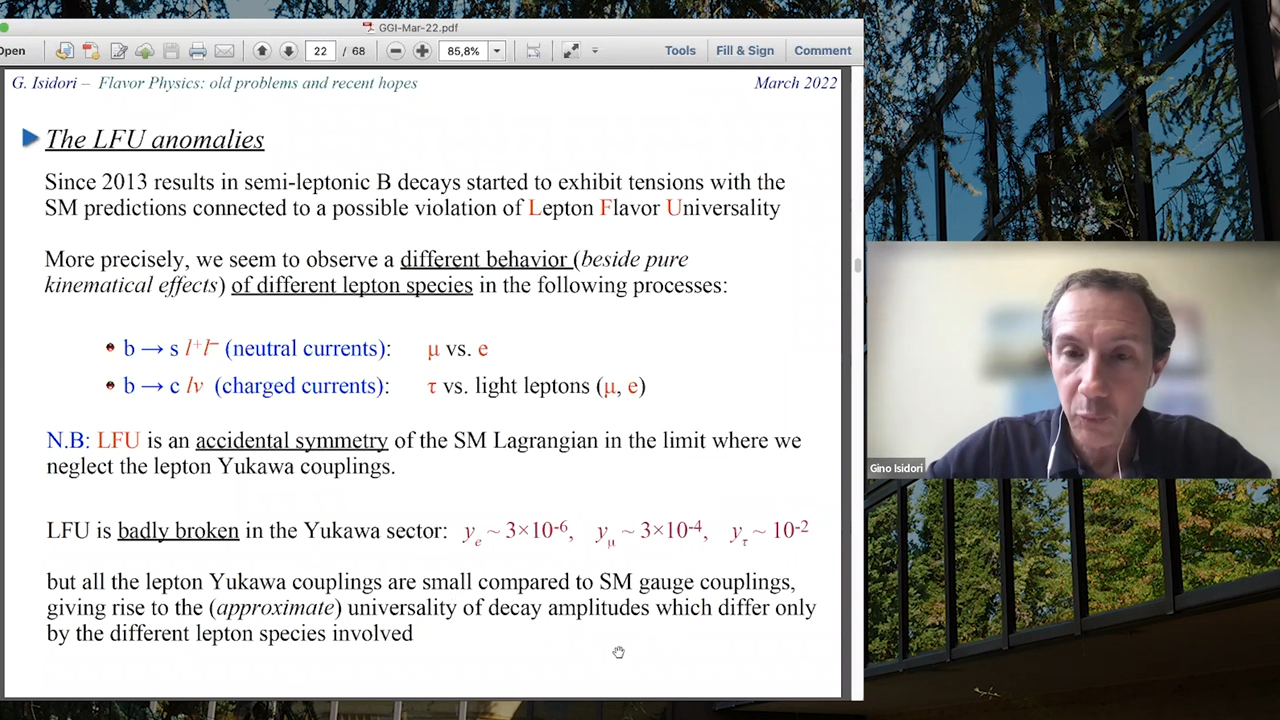 GGI-Mar-22.pdf
Open 22 / 68 85,8% Tools Fill & Sign Comment
G. Isidori – Flavor Physics: old problems and recent hopes March 2022
The LFU anomalies
Since 2013 results in semi-leptonic B decays started to exhibit tensions with the
SM predictions connected to a possible violation of Lepton Flavor Universality
More precisely, we seem to observe a different behavior (beside pure
kinematical effects) of different lepton species in the following processes:
b → s l⁺l⁻ (neutral currents): μ vs. e
b → c lν (charged currents): τ vs. light leptons (μ, e)
N.B: LFU is an accidental symmetry of the SM Lagrangian in the limit where we
neglect the lepton Yukawa couplings.
LFU is badly broken in the Yukawa sector: yₑ ~ 3×10⁻⁶, y_μ ~ 3×10⁻⁴, y_τ ~ 10⁻²
but all the lepton Yukawa couplings are small compared to SM gauge couplings,
giving rise to the (approximate) universality of decay amplitudes which differ only
by the different lepton species involved
Gino Isidori